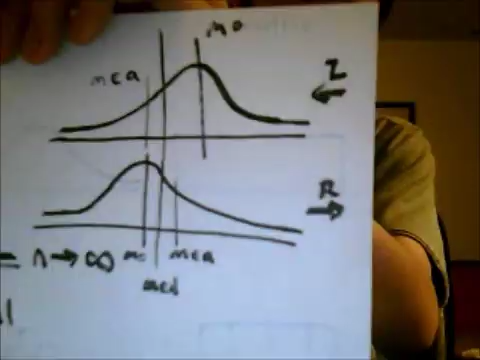 mo
mea
I
R
= n → ∞ mo mea
med